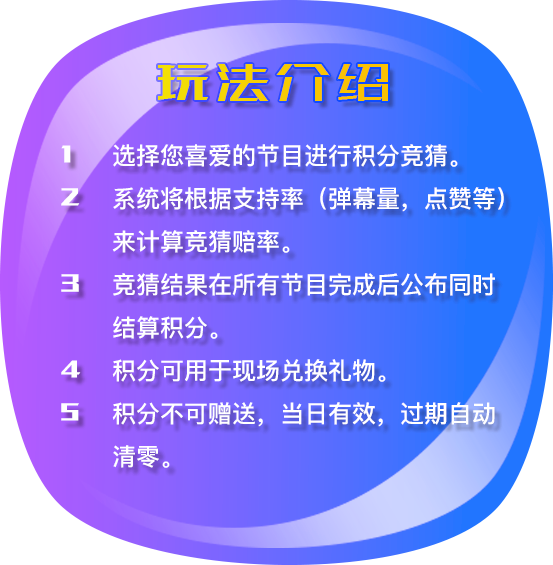 玩法介绍
1 选择您喜爱的节目进行积分竞猜。
2 系统将根据支持率（弹幕量，点赞等）
来计算竞猜赔率。
3 竞猜结果在所有节目完成后公布同时
结算积分。
4 积分可用于现场兑换礼物。
5 积分不可赠送，当日有效，过期自动
清零。